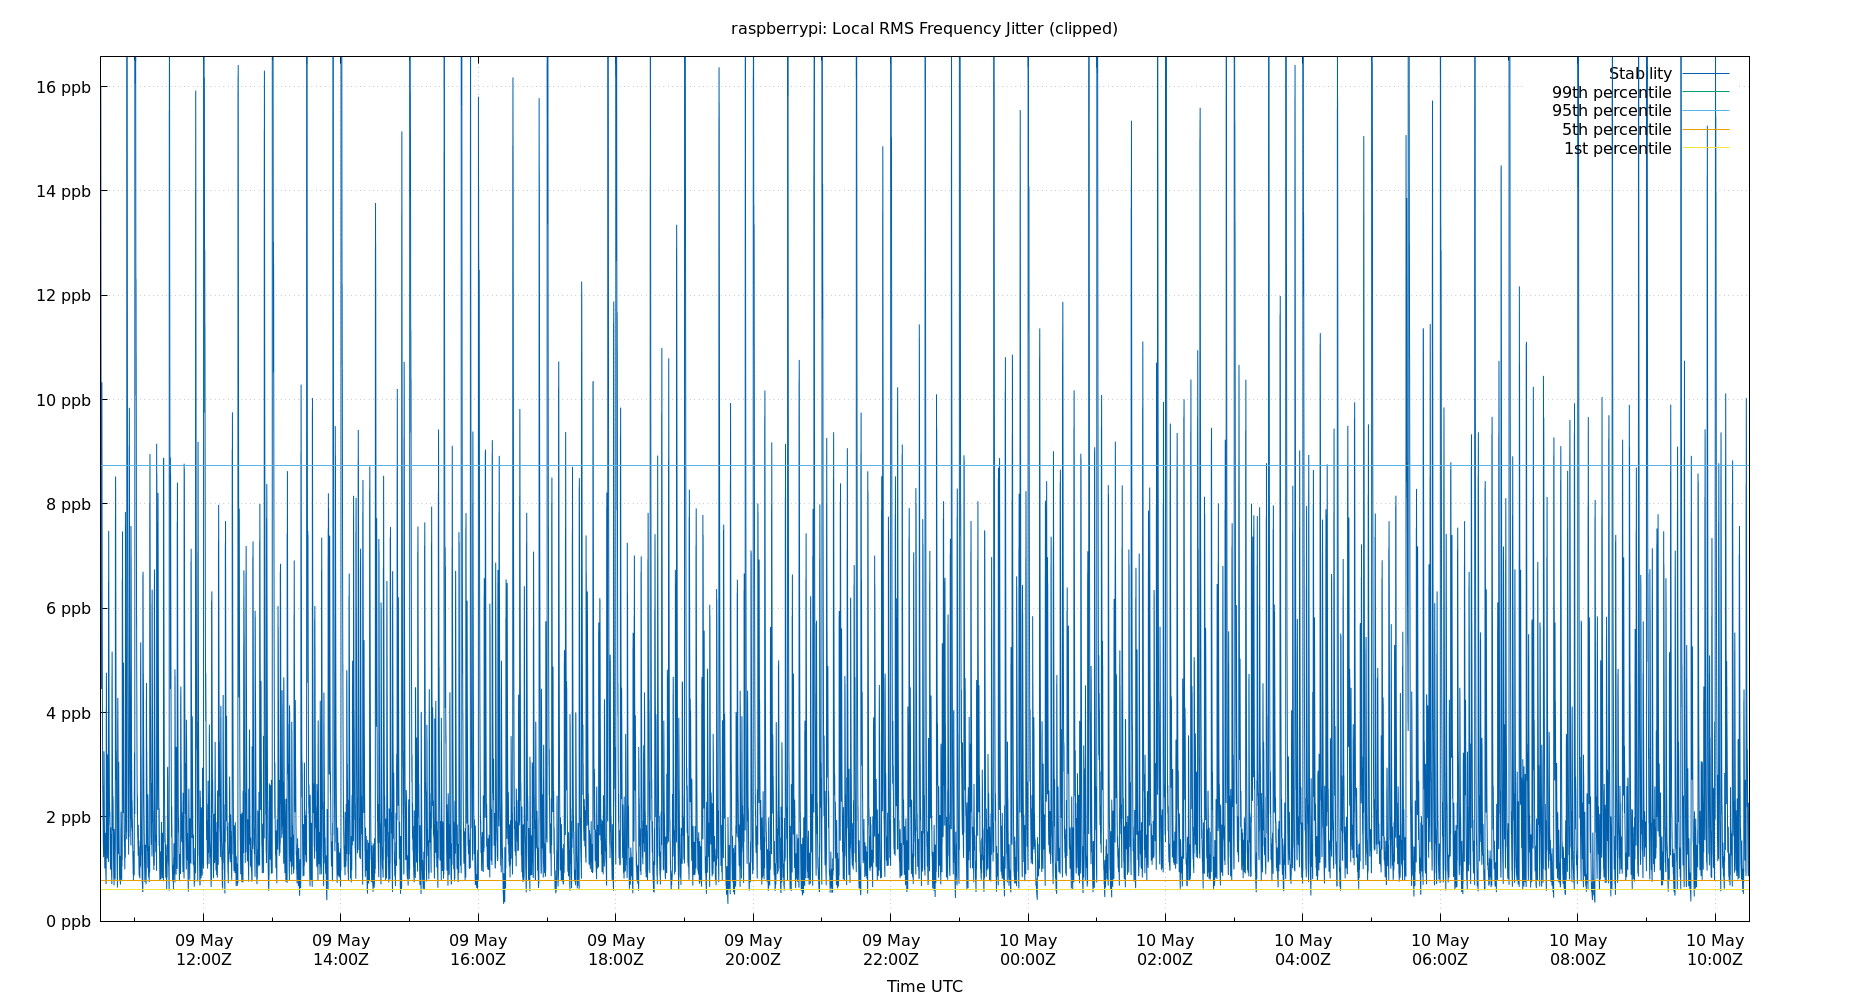 raspberrypi: Local RMS Frequency Jitter (clipped)
Stability
99th percentile
95th percentile
5th percentile
1st percentile
16 ppb
14 ppb
12 ppb
10 ppb
8 ppb
6 ppb
4 ppb
2 ppb
0 ppb
09 May 09 May 09 May 09 May 09 May 09 May 10 May 10 May 10 May 10 May 10 May 10 May
12:00Z 14:00Z 16:00Z 18:00Z 20:00Z 22:00Z 00:00Z 02:00Z 04:00Z 06:00Z 08:00Z 10:00Z
Time UTC